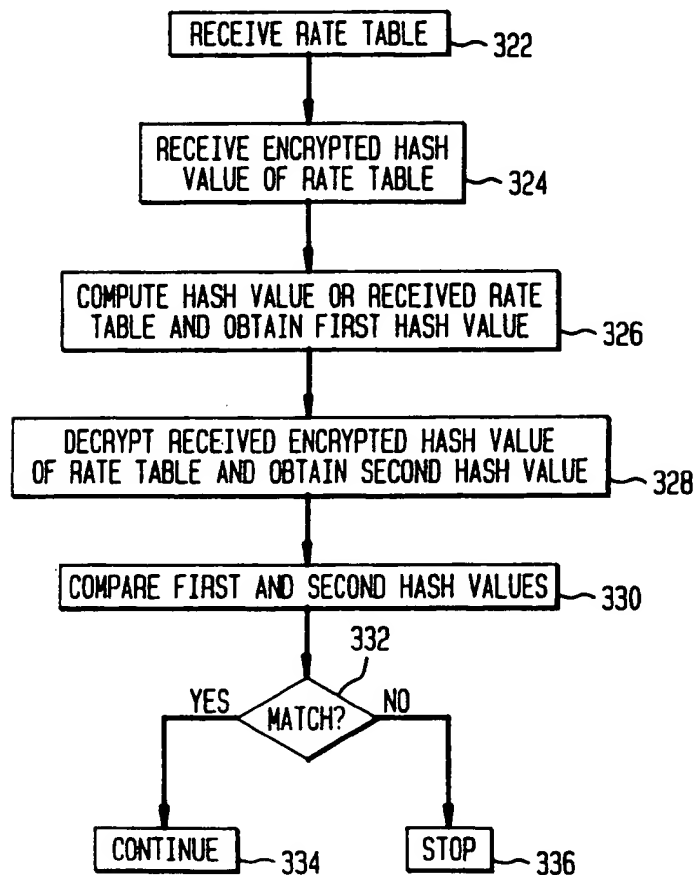 RECEIVE RATE TABLE
322
RECEIVE ENCRYPTED HASH
VALUE OF RATE TABLE
324
COMPUTE HASH VALUE OR RECEIVED RATE
TABLE AND OBTAIN FIRST HASH VALUE
326
DECRYPT RECEIVED ENCRYPTED HASH VALUE
OF RATE TABLE AND OBTAIN SECOND HASH VALUE
328
COMPARE FIRST AND SECOND HASH VALUES
330
332
YES
MATCH?
NO
CONTINUE
334
STOP
336